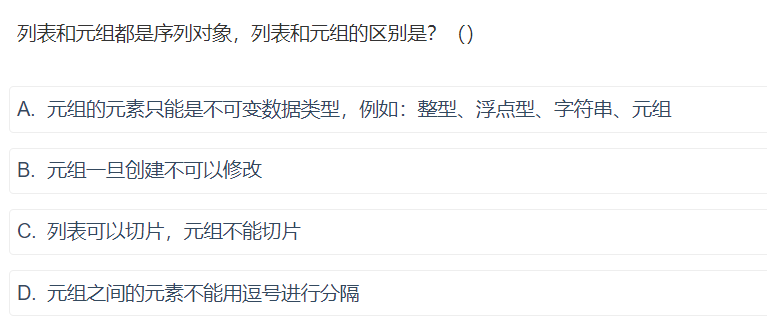 列表和元组都是序列对象，列表和元组的区别是？（）
A. 元组的元素只能是不可变数据类型，例如：整型、浮点型、字符串、元组
B. 元组一旦创建不可以修改
C. 列表可以切片，元组不能切片
D. 元组之间的元素不能用逗号进行分隔